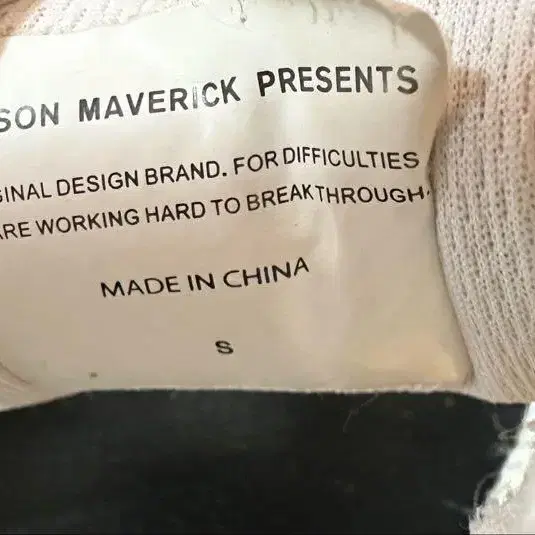 SON MAVERICK PRESENTS
GINAL DESIGN BRAND. FOR DIFFICULTIES
ARE WORKING HARD TO BREAKTHROUGH.
MADE IN CHINA
S